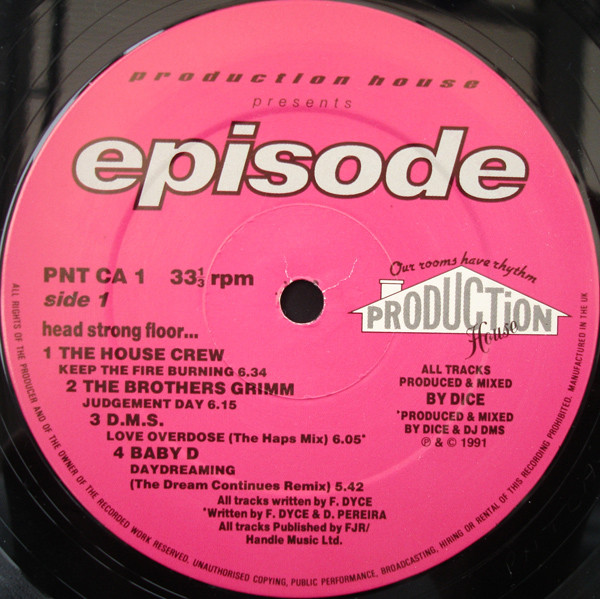 production house
presents
episode
PNT CA 1 33⅓ rpm
side 1
head strong floor...
1 THE HOUSE CREW
KEEP THE FIRE BURNING 6.34
2 THE BROTHERS GRIMM
JUDGEMENT DAY 6.15
3 D.M.S.
LOVE OVERDOSE (The Haps Mix) 6.05*
4 BABY D
DAYDREAMING
(The Dream Continues Remix) 5.42
All tracks written by F. DYCE
*Written by F. DYCE & D. PEREIRA
All tracks Published by FJR/
Handle Music Ltd.
Our rooms have rhythm
PRODUCTiON
House
ALL TRACKS
PRODUCED & MIXED
BY DICE
*PRODUCED & MIXED
BY DICE & DJ DMS
℗ & © 1991
ALL RIGHTS OF THE PRODUCER AND OF THE OWNER OF THE RECORDED WORK RESERVED. UNAUTHORISED COPYING, PUBLIC PERFORMANCE, BROADCASTING, HIRING OR RENTAL OF THIS RECORDING PROHIBITED. MANUFACTURED IN THE UK